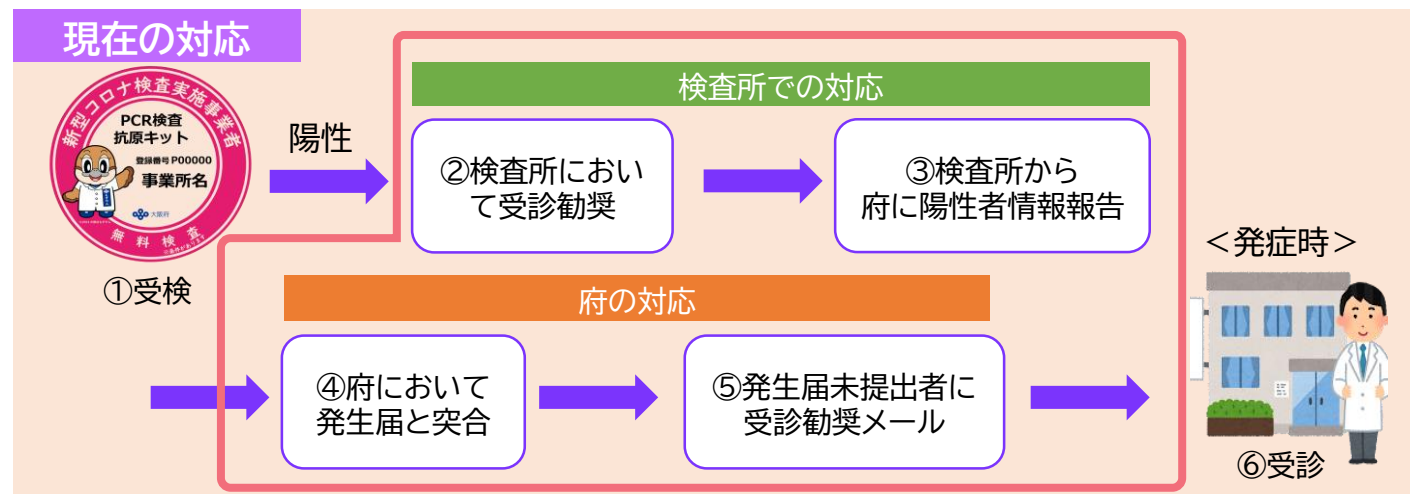 現在の対応
新型コロナ検査実施事業者
PCR検査
抗原キット
登録番号 P00000
事業所名
大阪府
無料検査
①受検
陽性
検査所での対応
②検査所におい
て受診勧奨
③検査所から
府に陽性者情報報告
府の対応
④府において
発生届と突合
⑤発生届未提出者に
受診勧奨メール
＜発症時＞
⑥受診